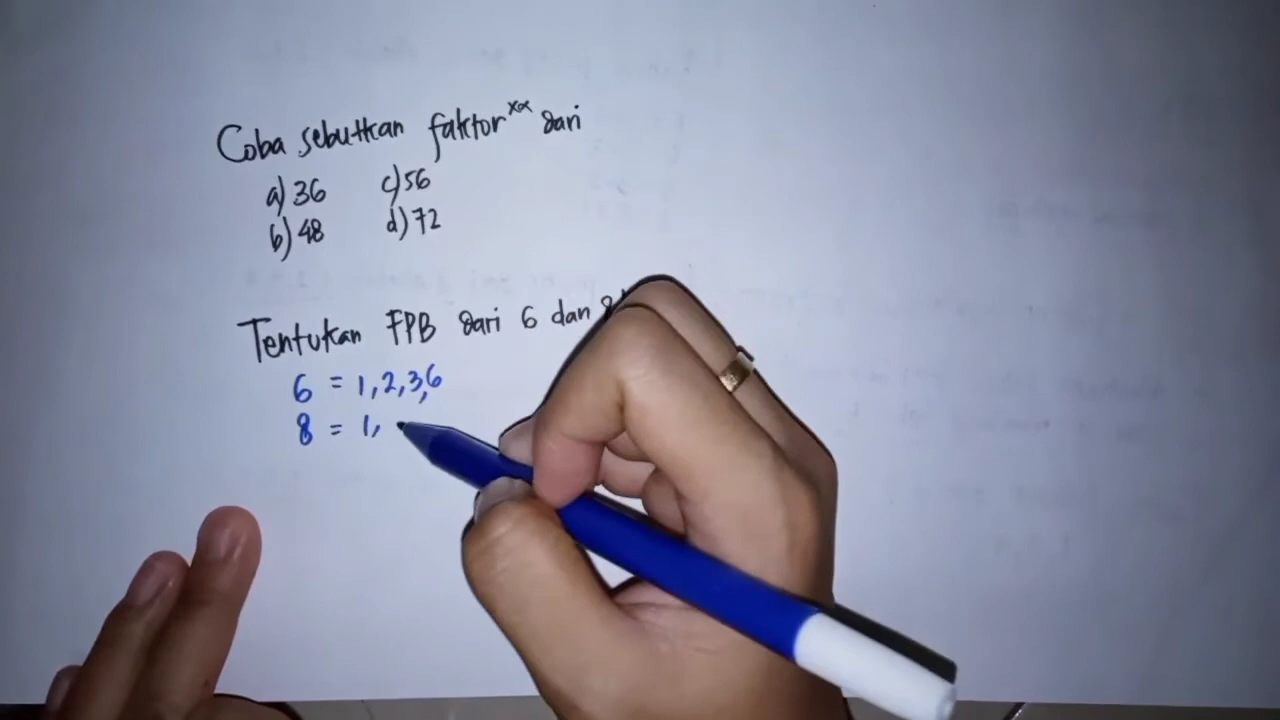 Coba sebutkan faktor dari
a) 36 c) 56
b) 48 d) 72
Tentukan FPB dari 6 dan
6 = 1, 2, 3, 6
8 = 1,